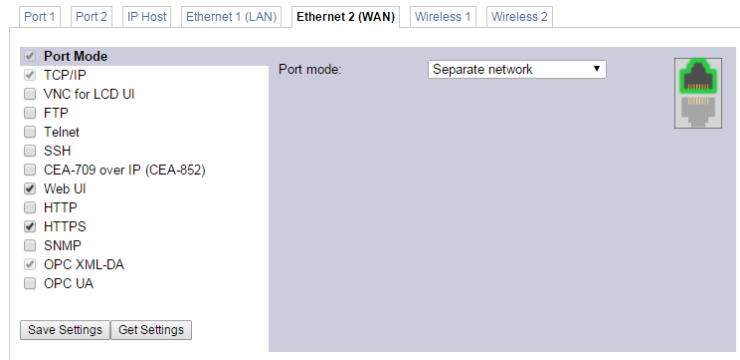 Port 1 Port 2 IP Host Ethernet 1 (LAN) Ethernet 2 (WAN) Wireless 1 Wireless 2
Port Mode
TCP/IP
Port mode: Separate network
VNC for LCD UI
FTP
Telnet
SSH
CEA-709 over IP (CEA-852)
Web UI
HTTP
HTTPS
SNMP
OPC XML-DA
OPC UA
Save Settings Get Settings